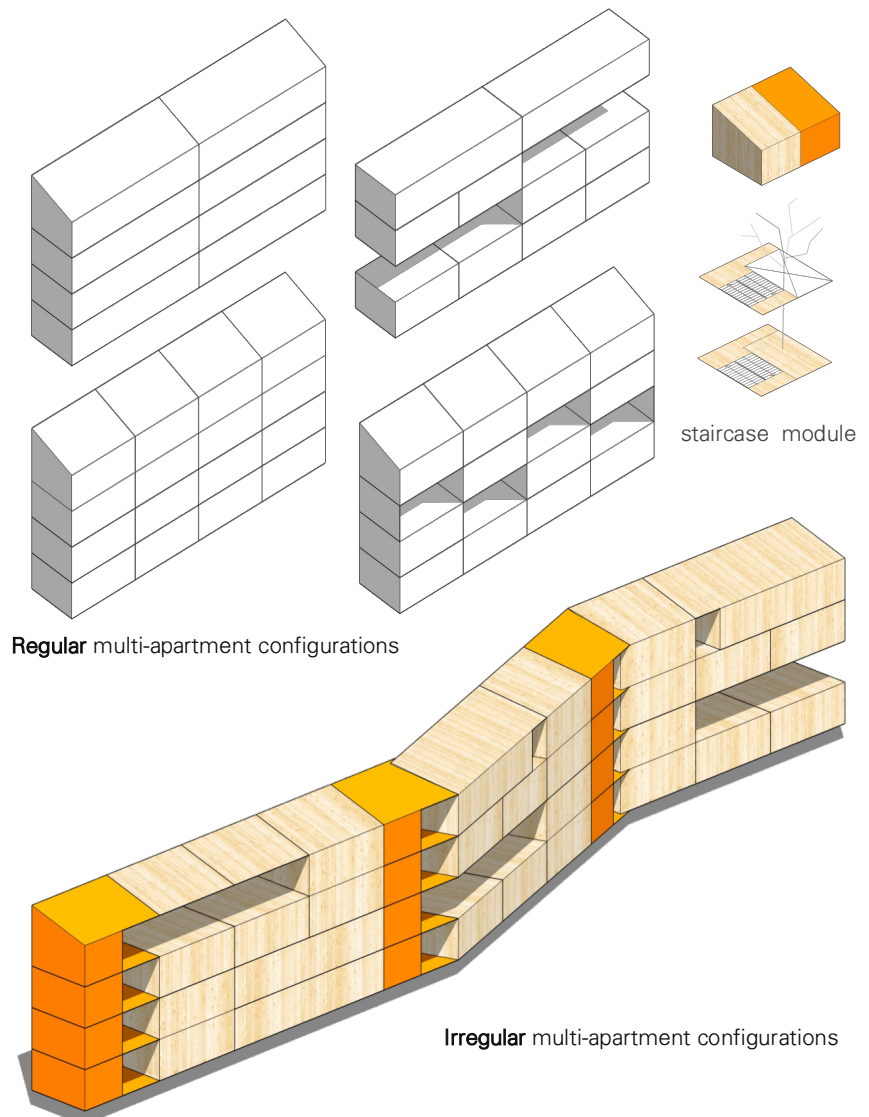 staircase module
Regular multi-apartment configurations
Irregular multi-apartment configurations